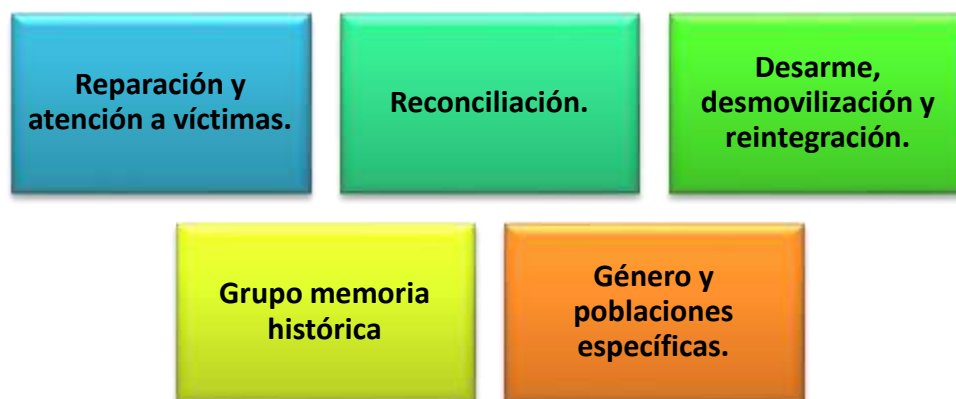 Reparación y
atención a víctimas.
Reconciliación.
Desarme,
desmovilización y
reintegración.
Grupo memoria
histórica
Género y
poblaciones
específicas.